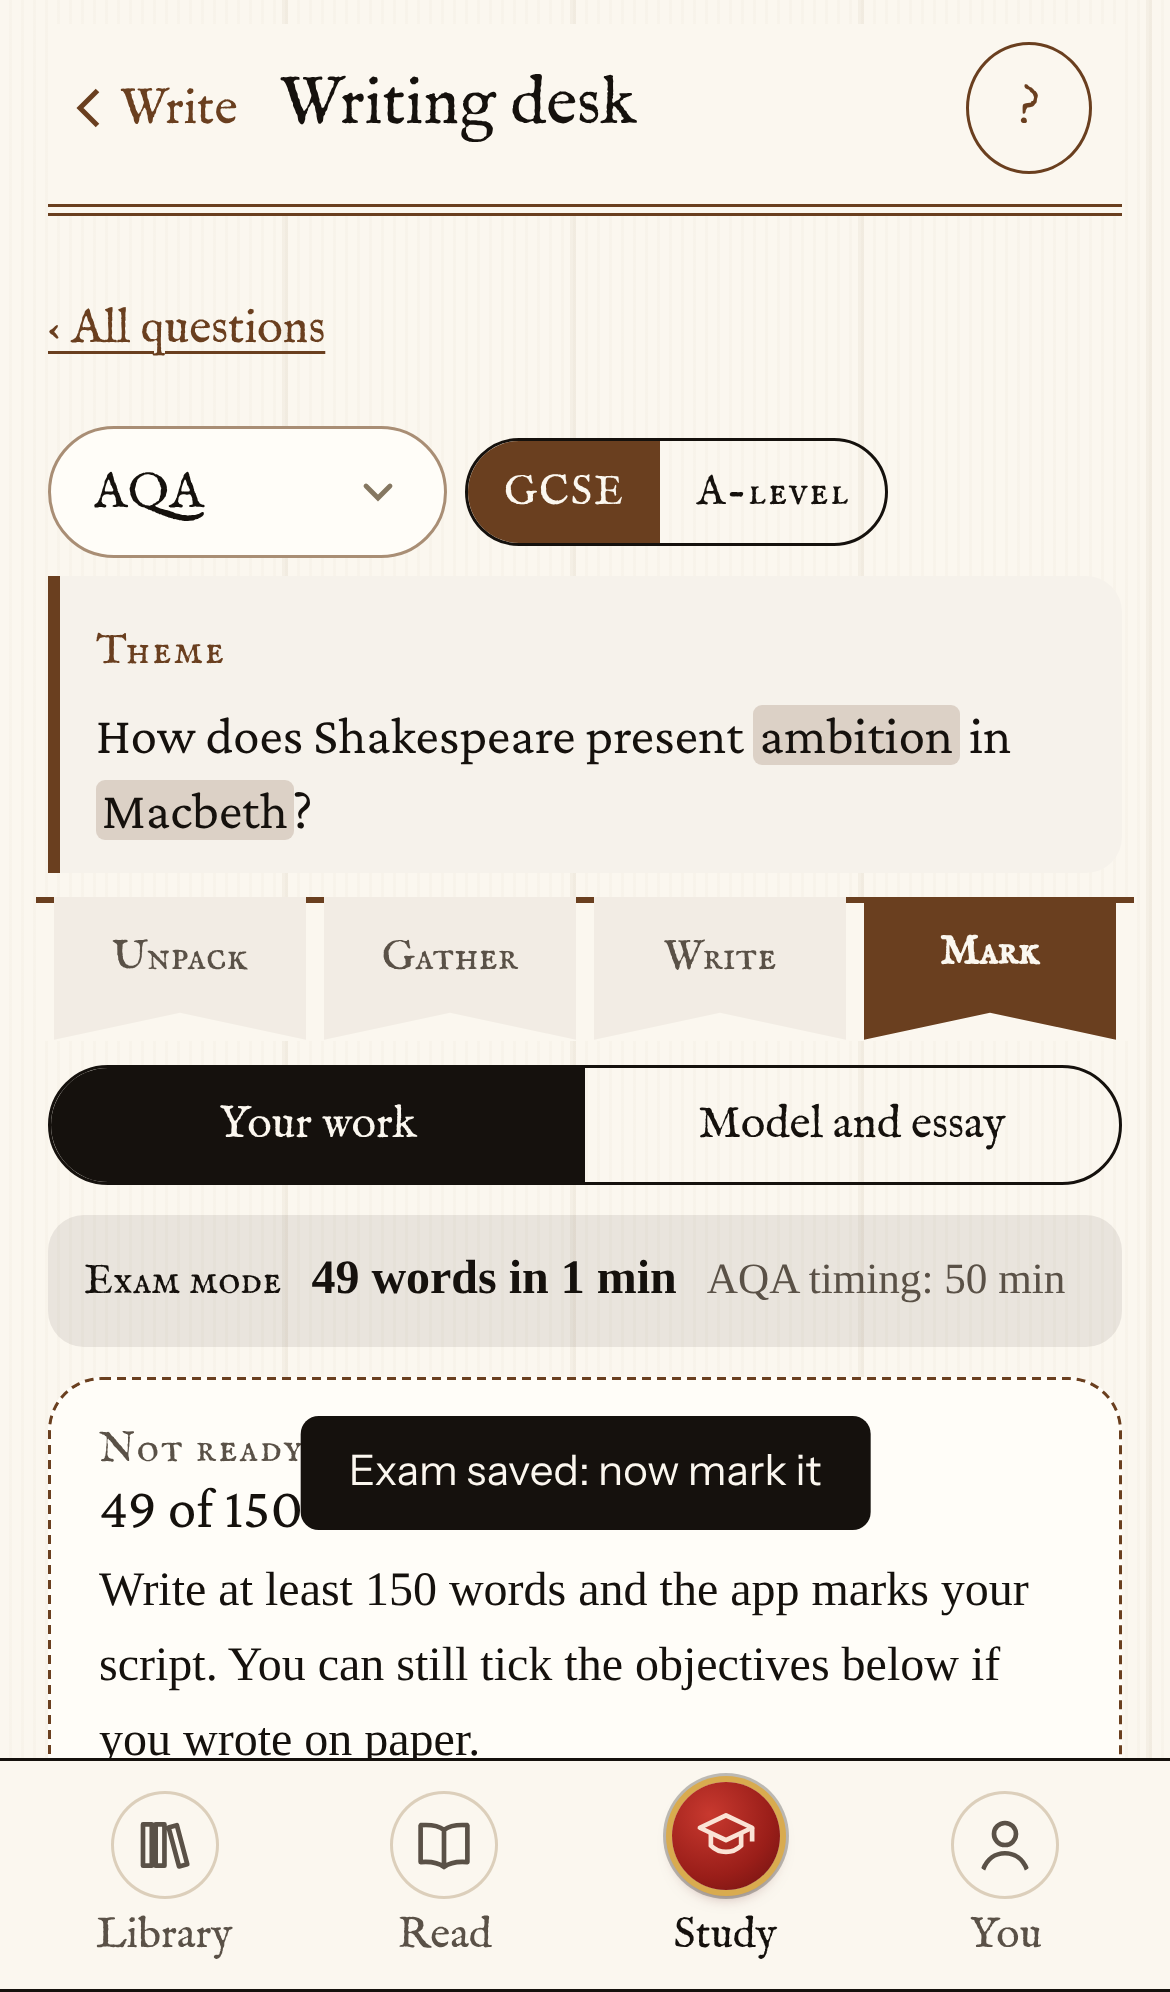 Write
Writing desk
?
‹ All questions
AQA
GCSE
A-level
Theme
How does Shakespeare present ambition in
Macbeth?
Unpack
Gather
Write
Mark
Your work
Model and essay
Exam mode 49 words in 1 min AQA timing: 50 min
Not ready
Exam saved: now mark it
49 of 150
Write at least 150 words and the app marks your
script. You can still tick the objectives below if
you wrote on paper.
Library
Read
Study
You